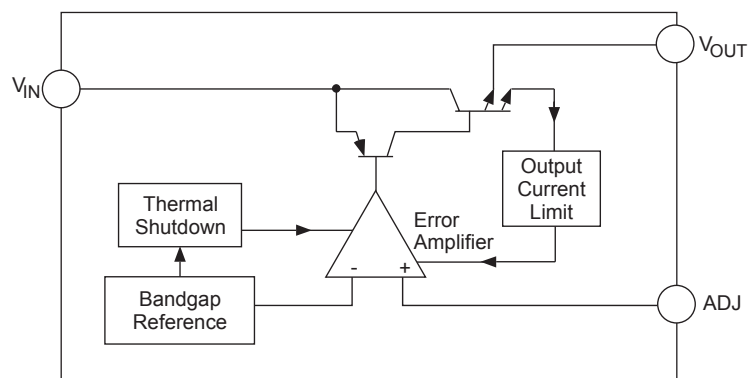 VIN
VOUT
Output
Current
Limit
Thermal
Shutdown
Error
Amplifier
- +
Bandgap
Reference
ADJ